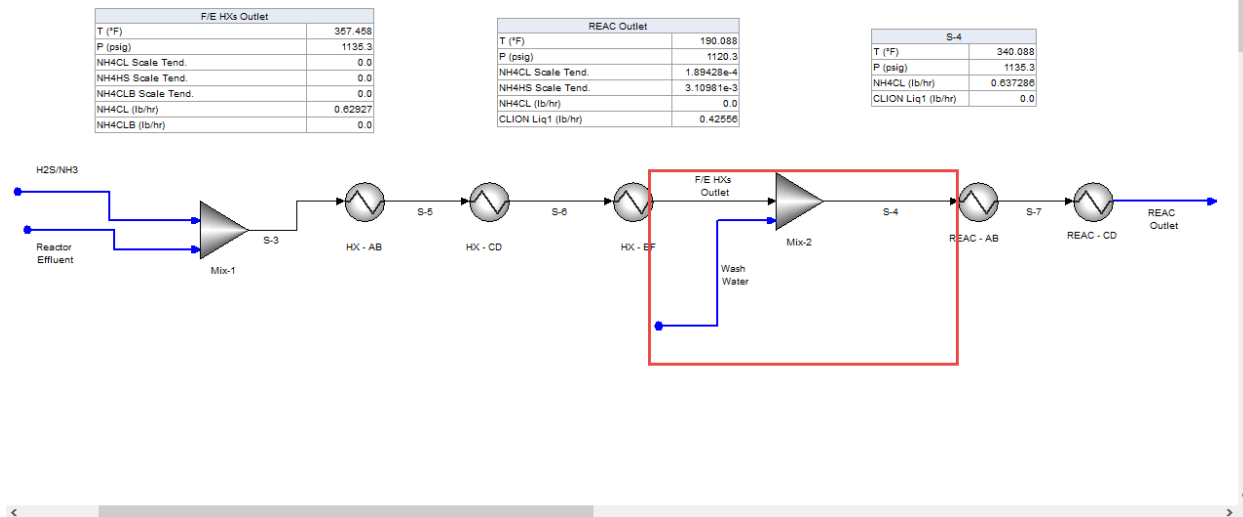 F/E HXs Outlet
T (°F) 357.458
P (psig) 1135.3
NH4CL Scale Tend. 0.0
NH4HS Scale Tend. 0.0
NH4CLB Scale Tend. 0.0
NH4CL (lb/hr) 0.62927
NH4CLB (lb/hr) 0.0
REAC Outlet
T (°F) 190.088
P (psig) 1120.3
NH4CL Scale Tend. 1.89428e-4
NH4HS Scale Tend. 3.10981e-3
NH4CL (lb/hr) 0.0
CLION Liq1 (lb/hr) 0.42556
S-4
T (°F) 340.088
P (psig) 1135.3
NH4CL (lb/hr) 0.637286
CLION Liq1 (lb/hr) 0.0
H2S/NH3
Reactor
Effluent
Mix-1
S-3
HX - AB
S-5
HX - CD
S-6
HX - EF
F/E HXs
Outlet
Wash
Water
Mix-2
S-4
REAC - AB
S-7
REAC - CD
REAC
Outlet